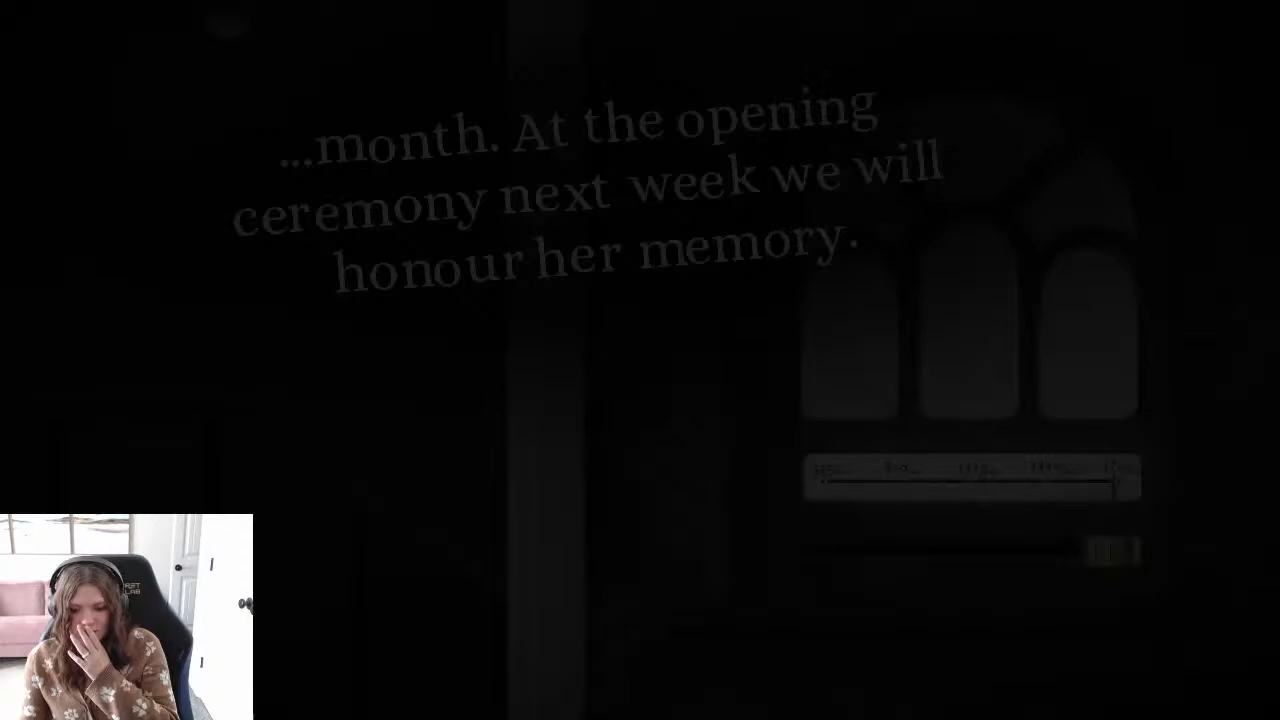 ...month. At the opening
ceremony next week we will
honour her memory.